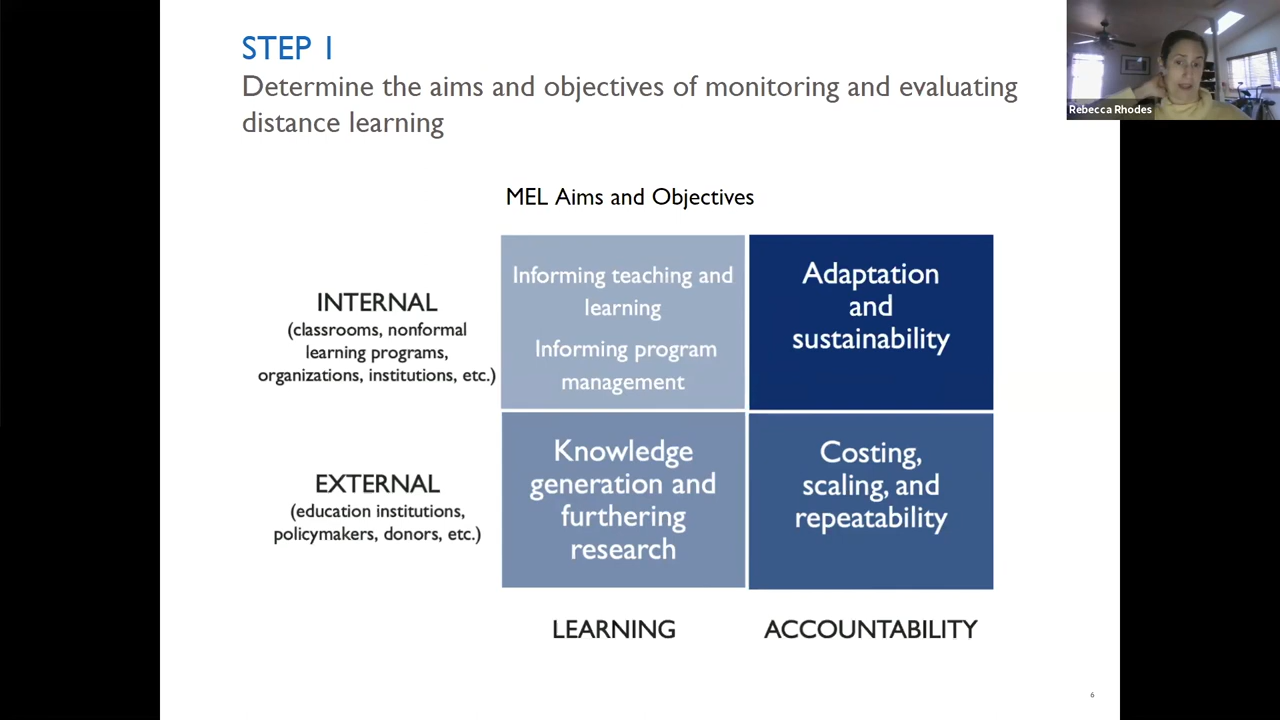 STEP 1
Determine the aims and objectives of monitoring and evaluating
distance learning
Rebecca Rhodes
MEL Aims and Objectives
INTERNAL
(classrooms, nonformal
learning programs,
organizations, institutions, etc.)
Informing teaching and
learning
Informing program
management
Adaptation
and
sustainability
EXTERNAL
(education institutions,
policymakers, donors, etc.)
Knowledge
generation and
furthering
research
Costing,
scaling, and
repeatability
LEARNING
ACCOUNTABILITY
6